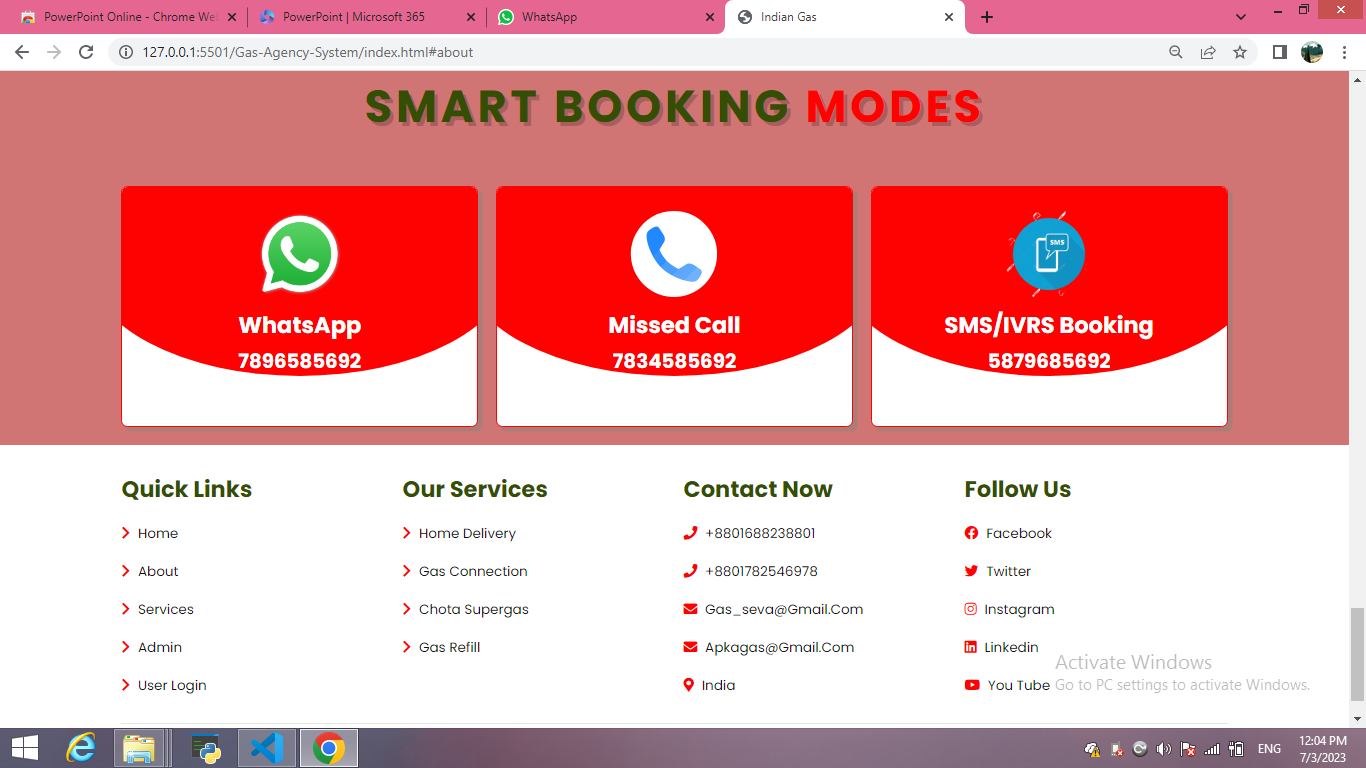 PowerPoint Online - Chrome We
PowerPoint | Microsoft 365
WhatsApp
Indian Gas
127.0.0.1:5501/Gas-Agency-System/index.html#about
SMART BOOKING MODES
WhatsApp
7896585692
Missed Call
7834585692
SMS
SMS/IVRS Booking
5879685692
Quick Links
Home
About
Services
Admin
User Login
Our Services
Home Delivery
Gas Connection
Chota Supergas
Gas Refill
Contact Now
+8801688238801
+8801782546978
Gas_seva@Gmail.Com
Apkagas@Gmail.Com
India
Follow Us
Facebook
Twitter
Instagram
Linkedin
You Tube
Activate Windows
Go to PC settings to activate Windows.
ENG
12:04 PM
7/3/2023